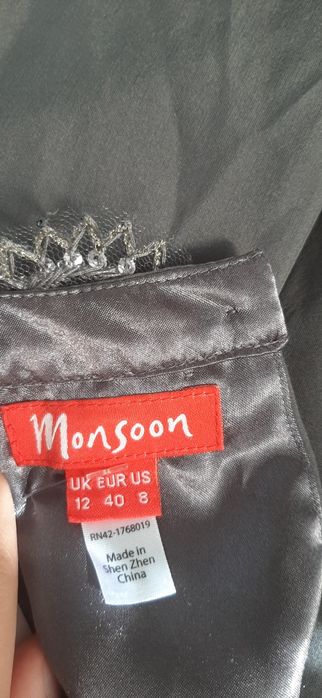 Monsoon
UK EUR US
12 40 8
RN42-1768019
Made in
Shen Zhen
China